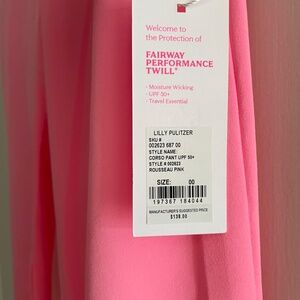 Welcome to
the Protection of
FAIRWAY
PERFORMANCE
TWILL*
· Moisture Wicking
· UPF 50+
· Travel Essential
LILLY PULITZER
SKU #
002623 687 00
STYLE NAME:
CORSO PANT UPF 50+
STYLE # 002623
ROUSSEAU PINK
SIZE: 00
197367 184044
MANUFACTURER'S SUGGESTED PRICE
$138.00